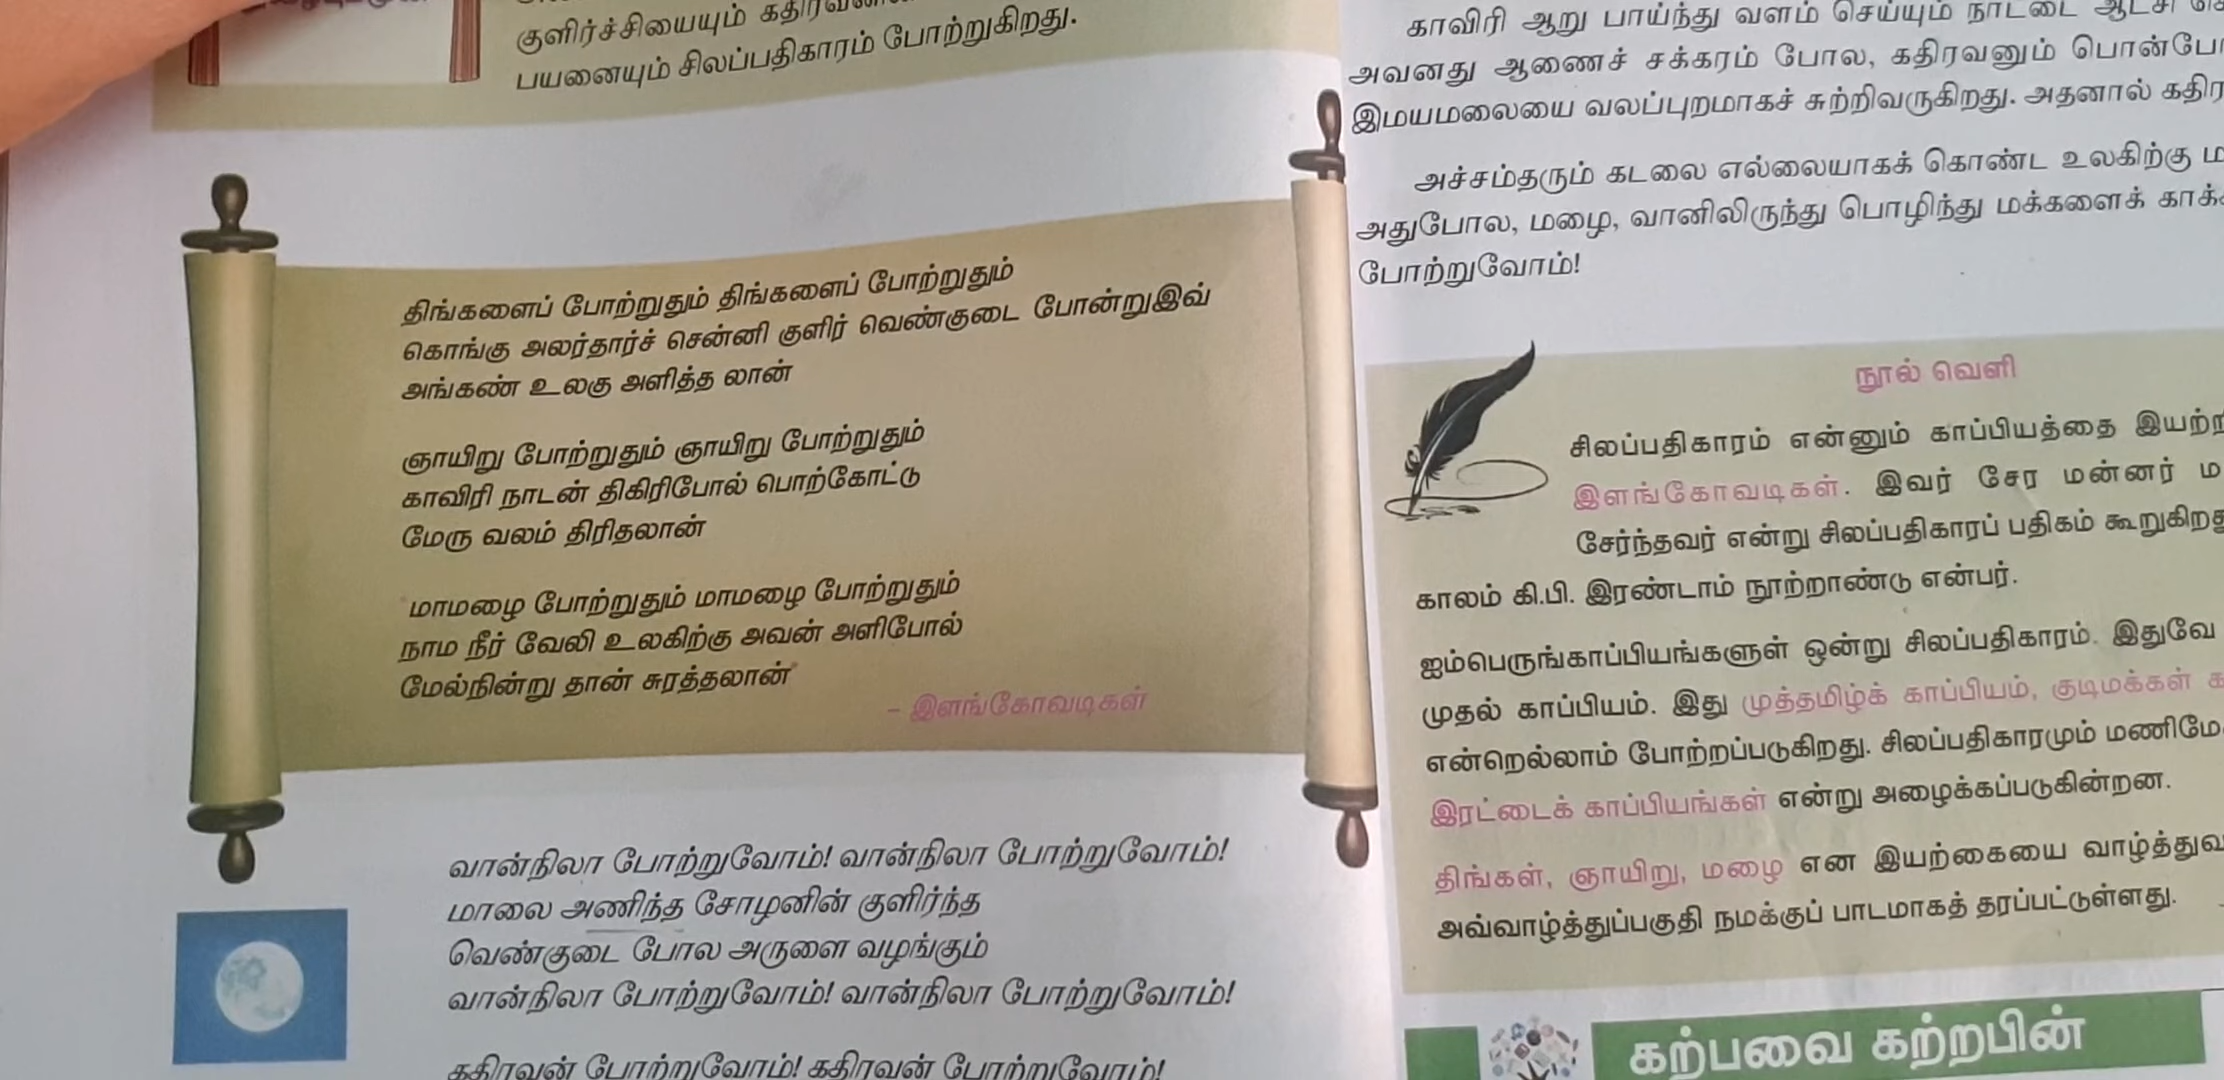 குளிர்ச்சியையும்
பயனையும் சிலப்பதிகாரம் போற்றுகிறது.
திங்களைப் போற்றுதும் திங்களைப் போற்றுதும்
கொங்கு அலர்தார்ச் சென்னி குளிர் வெண்குடை போன்றுஇவ்
அங்கண் உலகு அளித்த லான்
ஞாயிறு போற்றுதும் ஞாயிறு போற்றுதும்
காவிரி நாடன் திகிரிபோல் பொற்கோட்டு
மேரு வலம் திரிதலான்
மாமழை போற்றுதும் மாமழை போற்றுதும்
நாம நீர் வேலி உலகிற்கு அவன் அளிபோல்
மேல்நின்று தான் சுரத்தலான்
– இளங்கோவடிகள்
வான்நிலா போற்றுவோம்! வான்நிலா போற்றுவோம்!
மாலை அணிந்த சோழனின் குளிர்ந்த
வெண்குடை போல அருளை வழங்கும்
வான்நிலா போற்றுவோம்! வான்நிலா போற்றுவோம்!
கதிரவன் போற்றுவோம்! கதிரவன் போற்றுவோம்!
காவிரி ஆறு பாய்ந்து வளம் செய்யும் நாட்டை ஆட்சி
அவனது ஆணைச் சக்கரம் போல, கதிரவனும்
இமயமலையை வலப்புறமாகச் சுற்றிவருகிறது. அதனால்
அச்சம்தரும் கடலை எல்லையாகக் கொண்ட உலகிற்கு
அதுபோல, மழை, வானிலிருந்து பொழிந்து மக்களைக்
போற்றுவோம்!
நூல் வெளி
சிலப்பதிகாரம் என்னும் காப்பியத்தை
இளங்கோவடிகள். இவர் சேர மன்னர்
சேர்ந்தவர் என்று சிலப்பதிகாரப் பதிகம்
காலம் கி.பி. இரண்டாம் நூற்றாண்டு என்பர்.
ஐம்பெருங்காப்பியங்களுள் ஒன்று சிலப்பதிகாரம். இதுவே
முதல் காப்பியம். இது முத்தமிழ்க் காப்பியம், குடிமக்கள்
என்றெல்லாம் போற்றப்படுகிறது. சிலப்பதிகாரமும்
இரட்டைக் காப்பியங்கள் என்று அழைக்கப்படுகின்றன.
திங்கள், ஞாயிறு, மழை என இயற்கையை
அவ்வாழ்த்துப்பகுதி நமக்குப் பாடமாகத் தரப்பட்டுள்ளது.
கற்பவை கற்றபின்